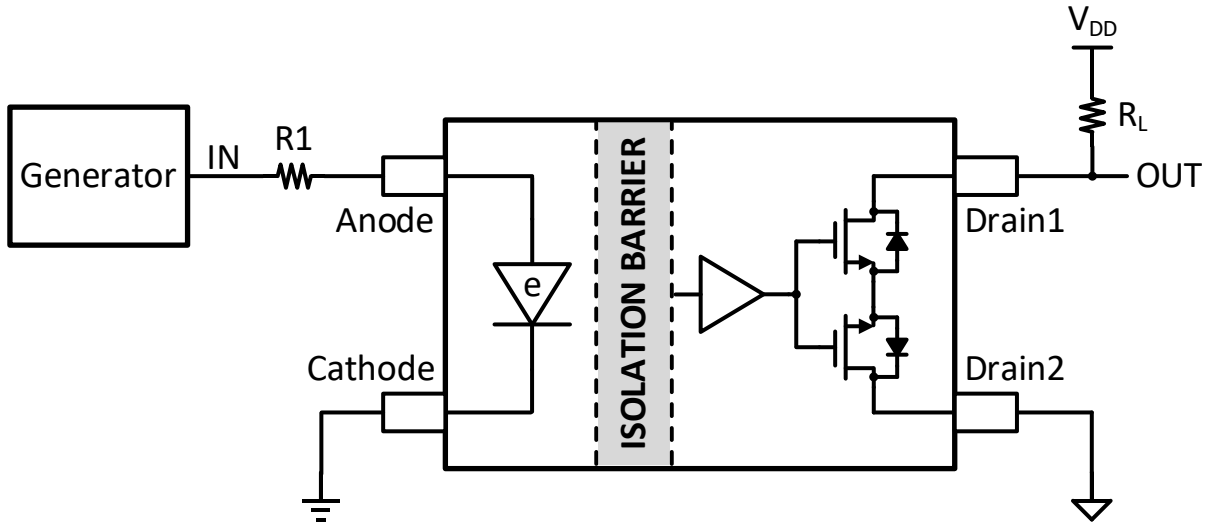 V_DD
R_L
Generator
IN
R1
Anode
Cathode
e
ISOLATION BARRIER
Drain1
Drain2
OUT